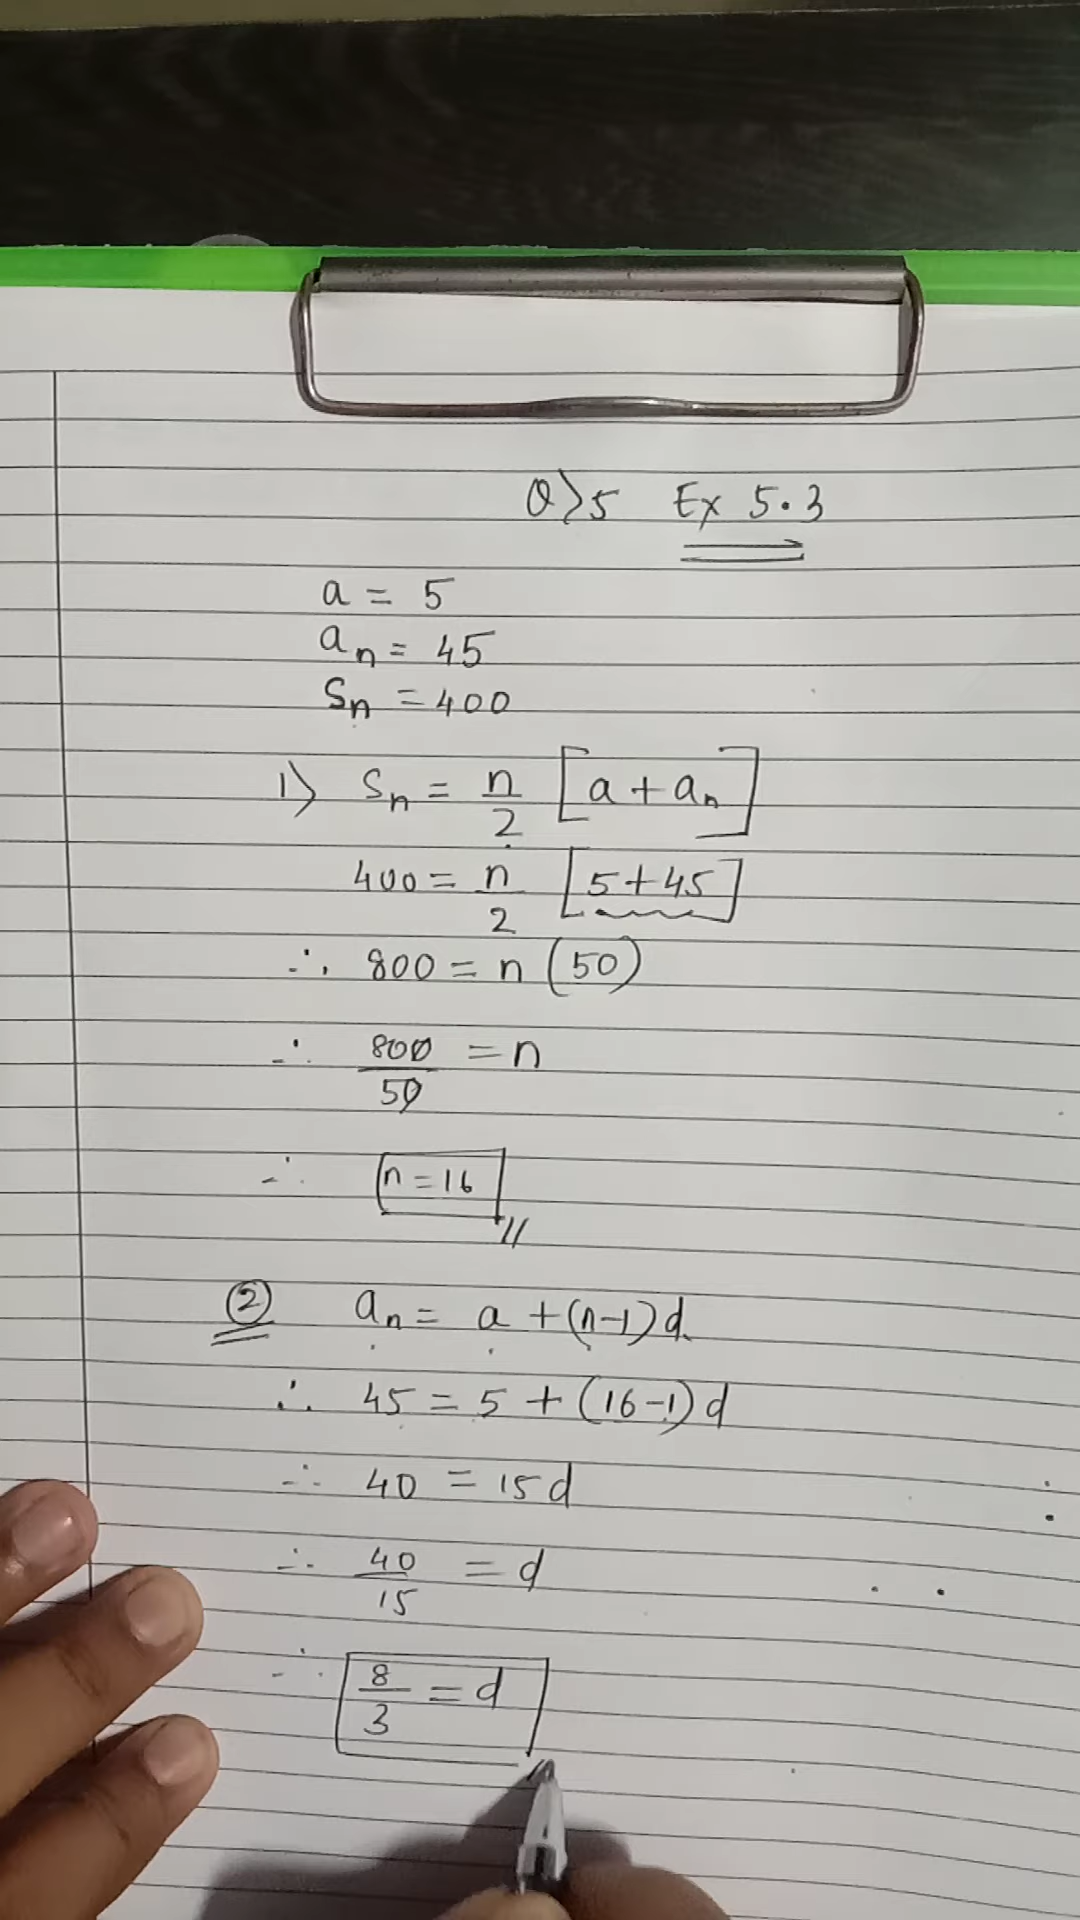 Q>5 Ex 5.3
a = 5
an = 45
Sn = 400
1) Sn = n/2 [a + an]
400 = n/2 [5 + 45]
∴ 800 = n (50)
∴ 800/50 = n
∴ n = 16 //
② an = a + (n-1) d
∴ 45 = 5 + (16-1) d
∴ 40 = 15 d
∴ 40/15 = d
∴ 8/3 = d